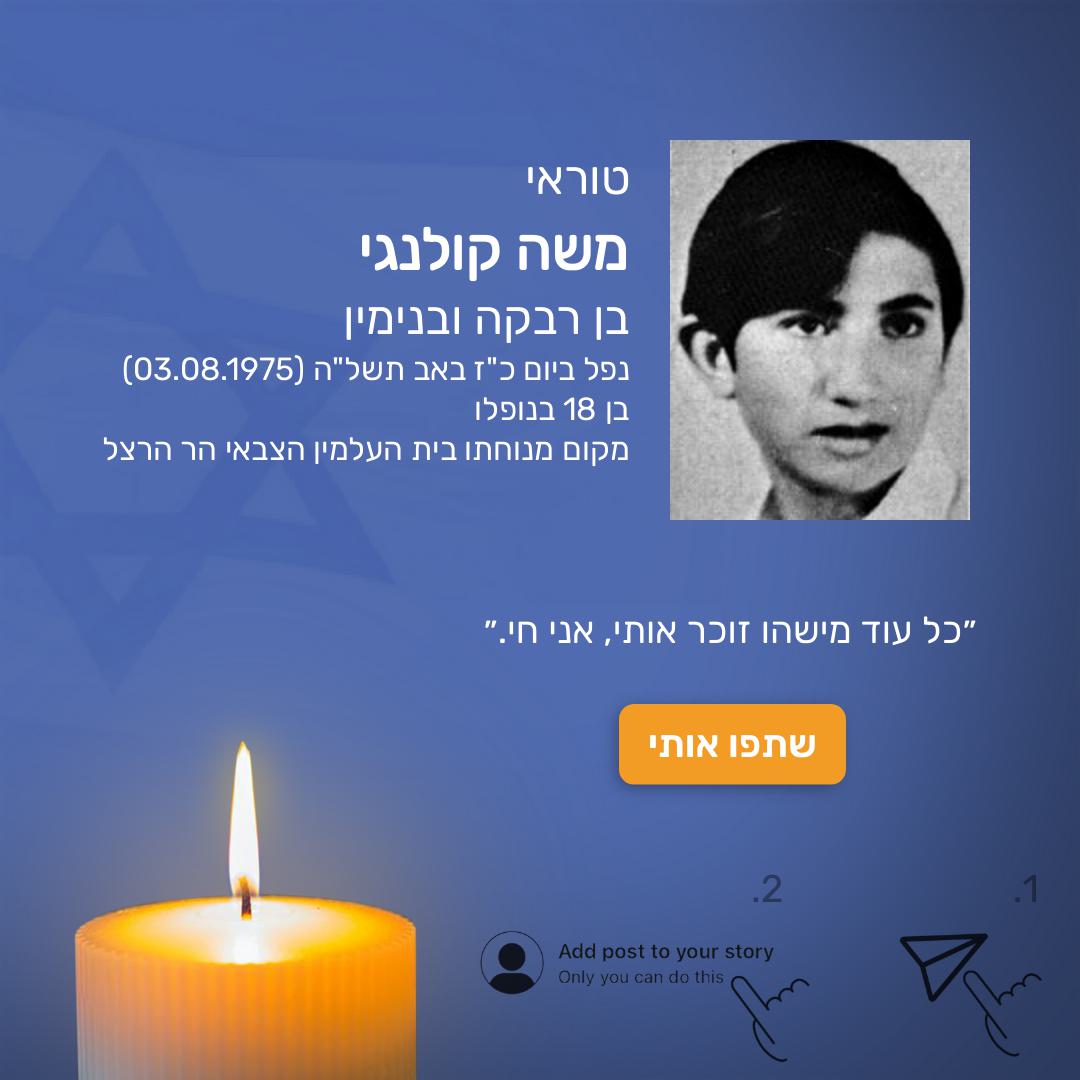 טוראי
משה קולנגי
בן רבקה ובנימין
נפל ביום כ"ז באב תשל"ה (03.08.1975)
בן 18 בנופלו
מקום מנוחתו בית העלמין הצבאי הר הרצל
״כל עוד מישהו זוכר אותי, אני חי.״
שתפו אותי
1.
2.
Add post to your story
Only you can do this